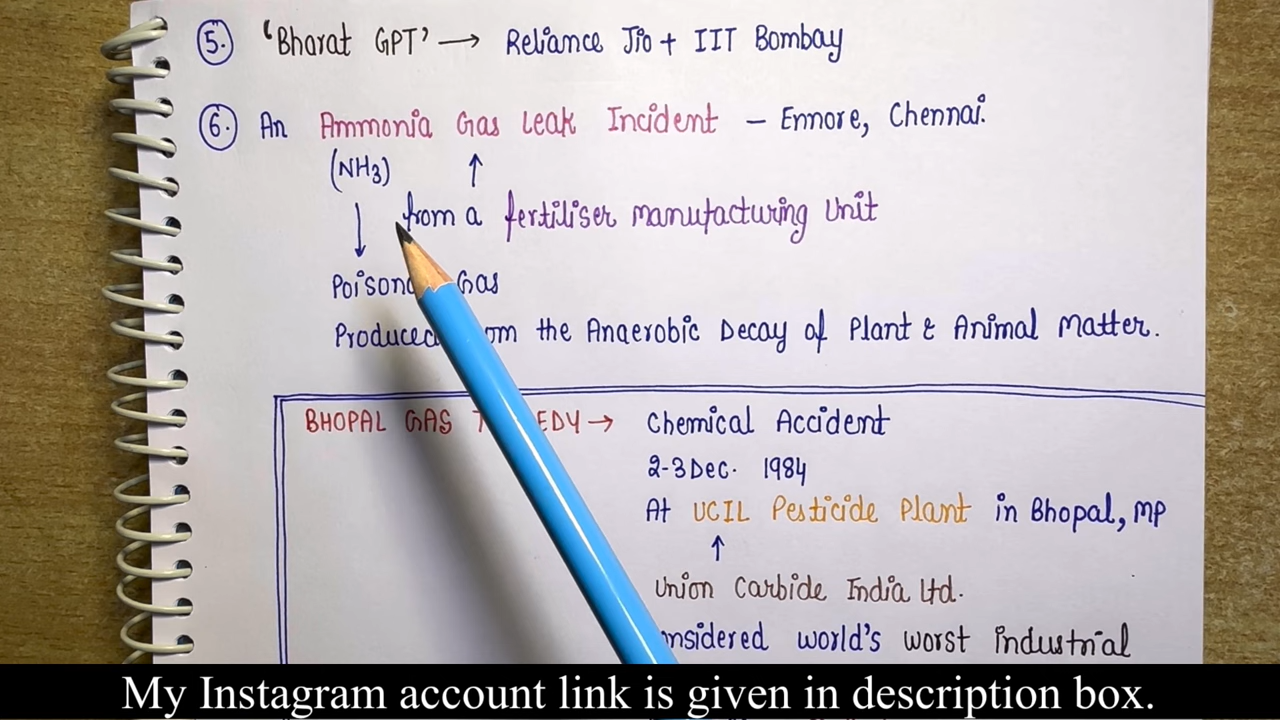 5. 'Bharat GPT' → Reliance Jio + IIT Bombay
6. An Ammonia Gas Leak Incident – Ennore, Chennai.
(NH3) ↑
↓ from a fertiliser manufacturing Unit
Gas
the Anaerobic Decay of Plant & Animal Matter.
BHOPAL GAS → Chemical Accident
2-3 Dec. 1984
At UCIL Pesticide Plant in Bhopal, MP
↑
Union Carbide India Ltd.
world's worst industrial
My Instagram account link is given in description box.